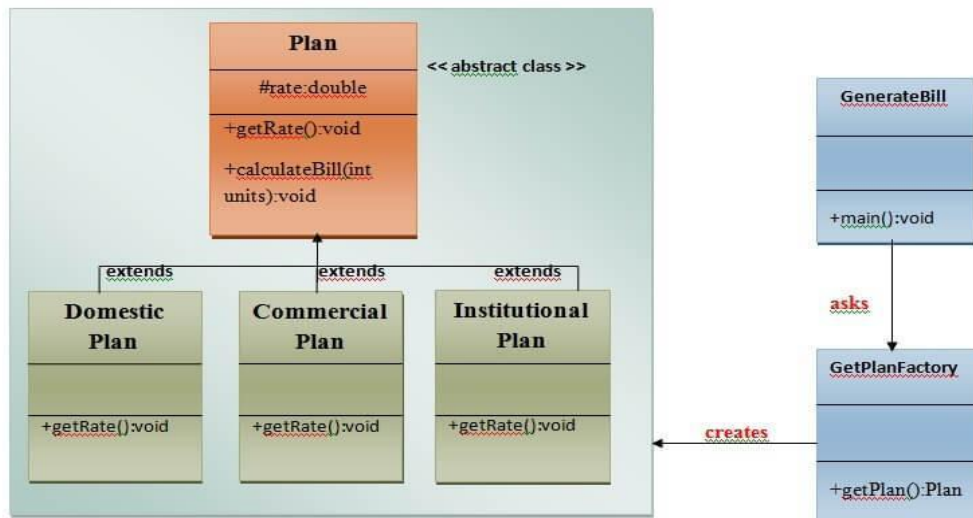 Plan
<< abstract class >>
#rate:double
+getRate():void
+calculateBill(int
units):void
extends
extends
extends
Domestic
Plan
+getRate():void
Commercial
Plan
+getRate():void
Institutional
Plan
+getRate():void
GenerateBill
+main():void
asks
GetPlanFactory
+getPlan():Plan
creates